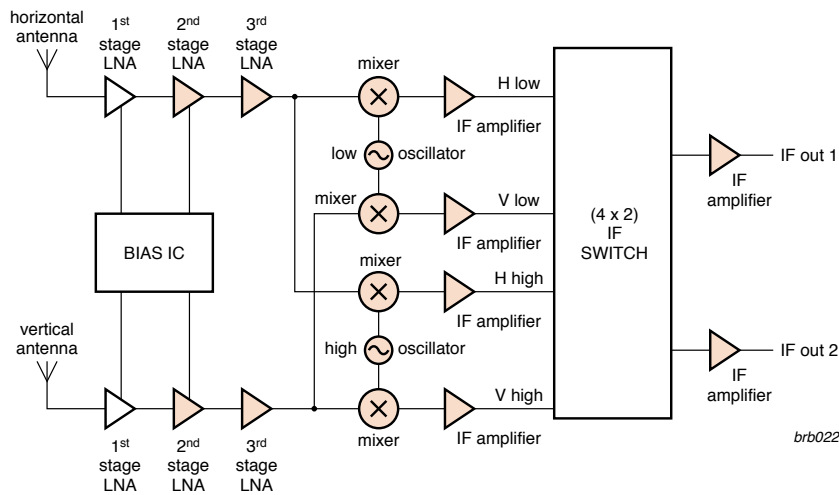 horizontal
antenna
1st
stage
LNA
2nd
stage
LNA
3rd
stage
LNA
mixer
H low
IF amplifier
low
oscillator
mixer
V low
IF amplifier
BIAS IC
mixer
H high
IF amplifier
high
oscillator
V high
mixer
IF amplifier
(4 x 2)
IF
SWITCH
IF out 1
IF
amplifier
IF out 2
IF
amplifier
vertical
antenna
1st
stage
LNA
2nd
stage
LNA
3rd
stage
LNA
brb022